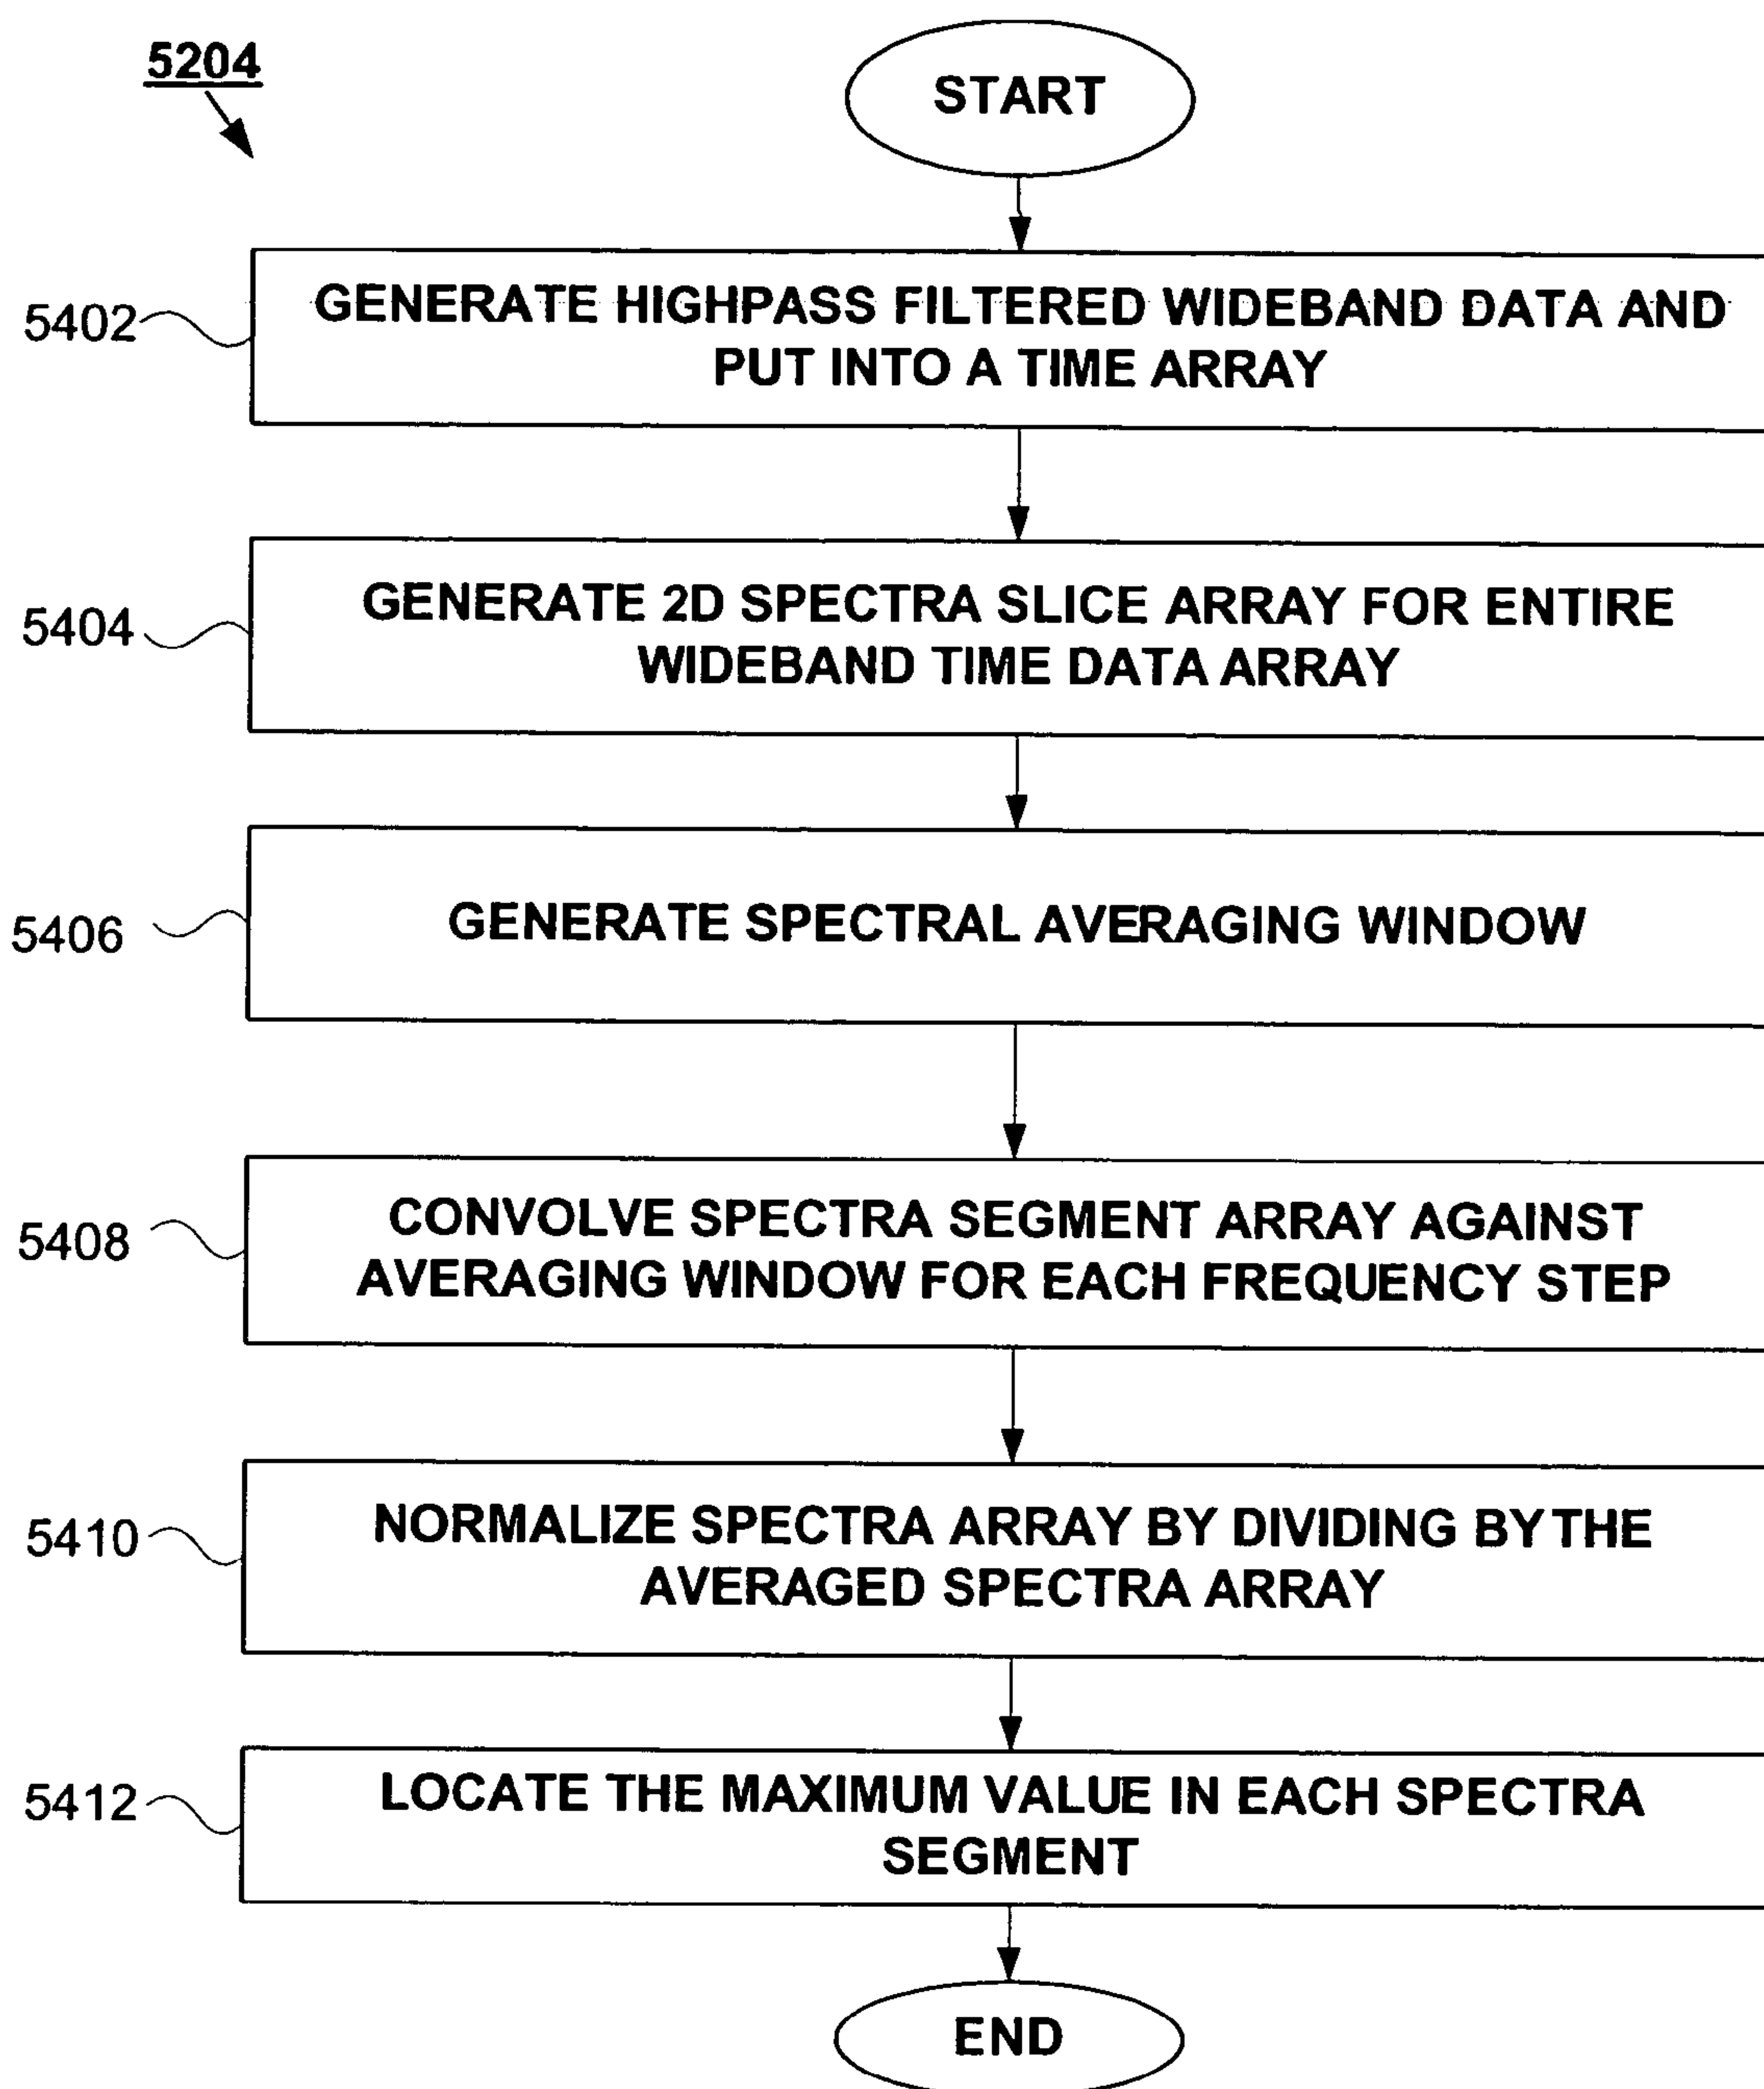 5204
START
5402
GENERATE HIGHPASS FILTERED WIDEBAND DATA AND
PUT INTO A TIME ARRAY
5404
GENERATE 2D SPECTRA SLICE ARRAY FOR ENTIRE
WIDEBAND TIME DATA ARRAY
5406
GENERATE SPECTRAL AVERAGING WINDOW
5408
CONVOLVE SPECTRA SEGMENT ARRAY AGAINST
AVERAGING WINDOW FOR EACH FREQUENCY STEP
5410
NORMALIZE SPECTRA ARRAY BY DIVIDING BY THE
AVERAGED SPECTRA ARRAY
5412
LOCATE THE MAXIMUM VALUE IN EACH SPECTRA
SEGMENT
END